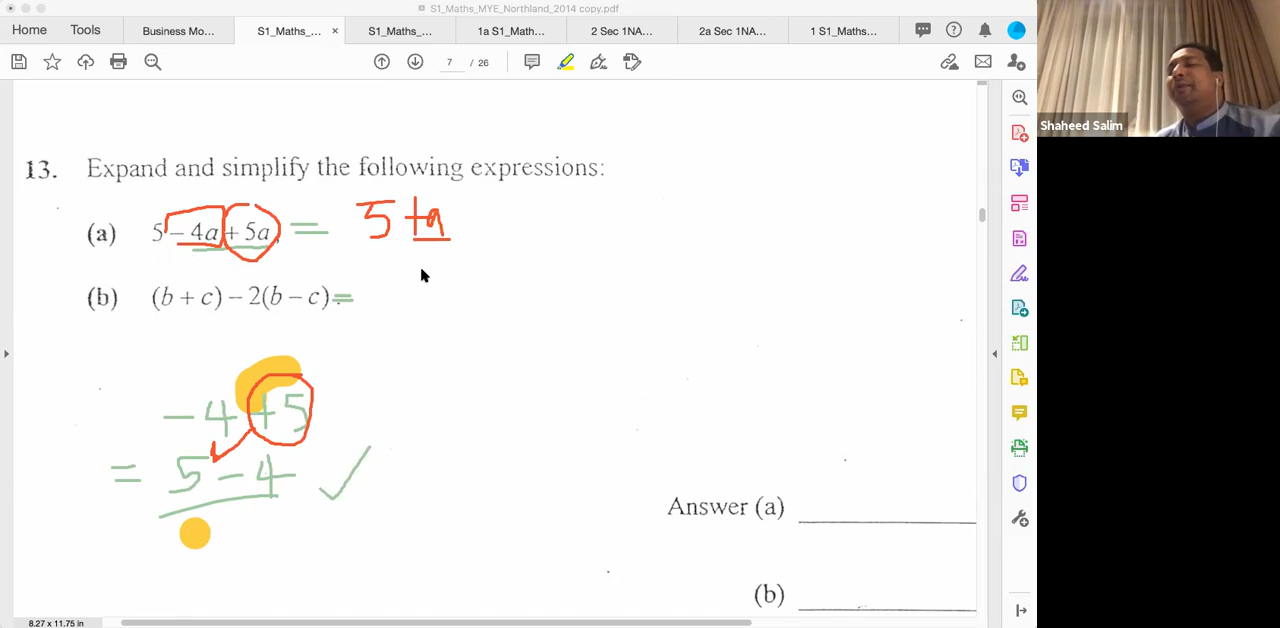 S1_Maths_MYE_Northland_2014 copy.pdf
Home Tools Business Mo... S1_Maths_... × S1_Maths_... 1a S1_Math... 2 Sec 1NA... 2a Sec 1NA... 1 S1_Maths...
7 / 26
Shaheed Salim
13. Expand and simplify the following expressions:
(a) 5 − 4a + 5a, = 5 + a
(b) (b + c) − 2(b − c) =
− 4 + 5
= 5 − 4 ✓
Answer (a)
(b)
8.27 x 11.75 in